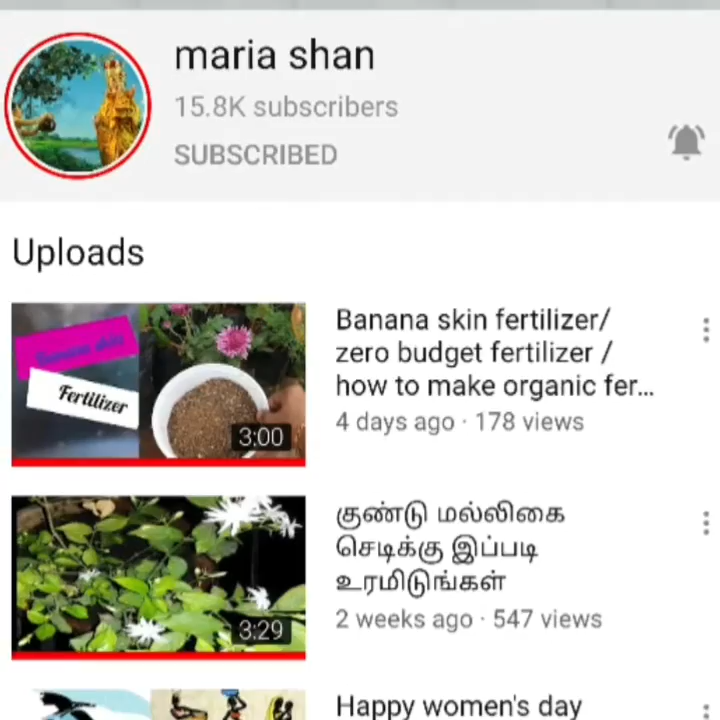 maria shan
15.8K subscribers
SUBSCRIBED
Uploads
Banana skin
Fertilizer
3:00
Banana skin fertilizer/
zero budget fertilizer /
how to make organic fer...
4 days ago · 178 views
3:29
குண்டு மல்லிகை
செடிக்கு இப்படி
உரமிடுங்கள்
2 weeks ago · 547 views
Happy women's day